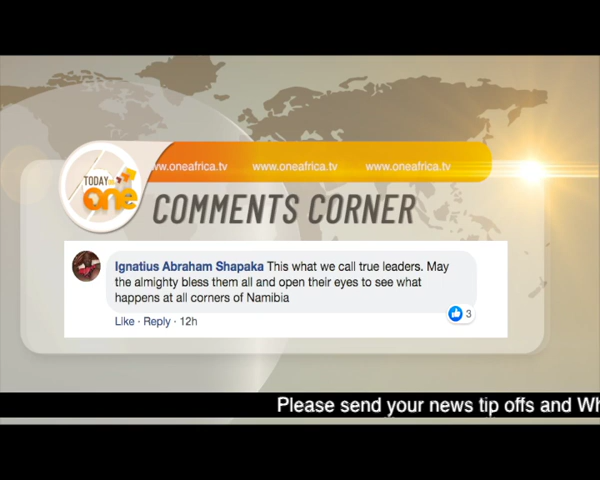 www.oneafrica.tv www.oneafrica.tv www.oneafrica.tv
TODAY on
one
COMMENTS CORNER
Ignatius Abraham Shapaka This what we call true leaders. May
the almighty bless them all and open their eyes to see what
happens at all corners of Namibia
3
Like · Reply · 12h
Please send your news tip offs and Wh